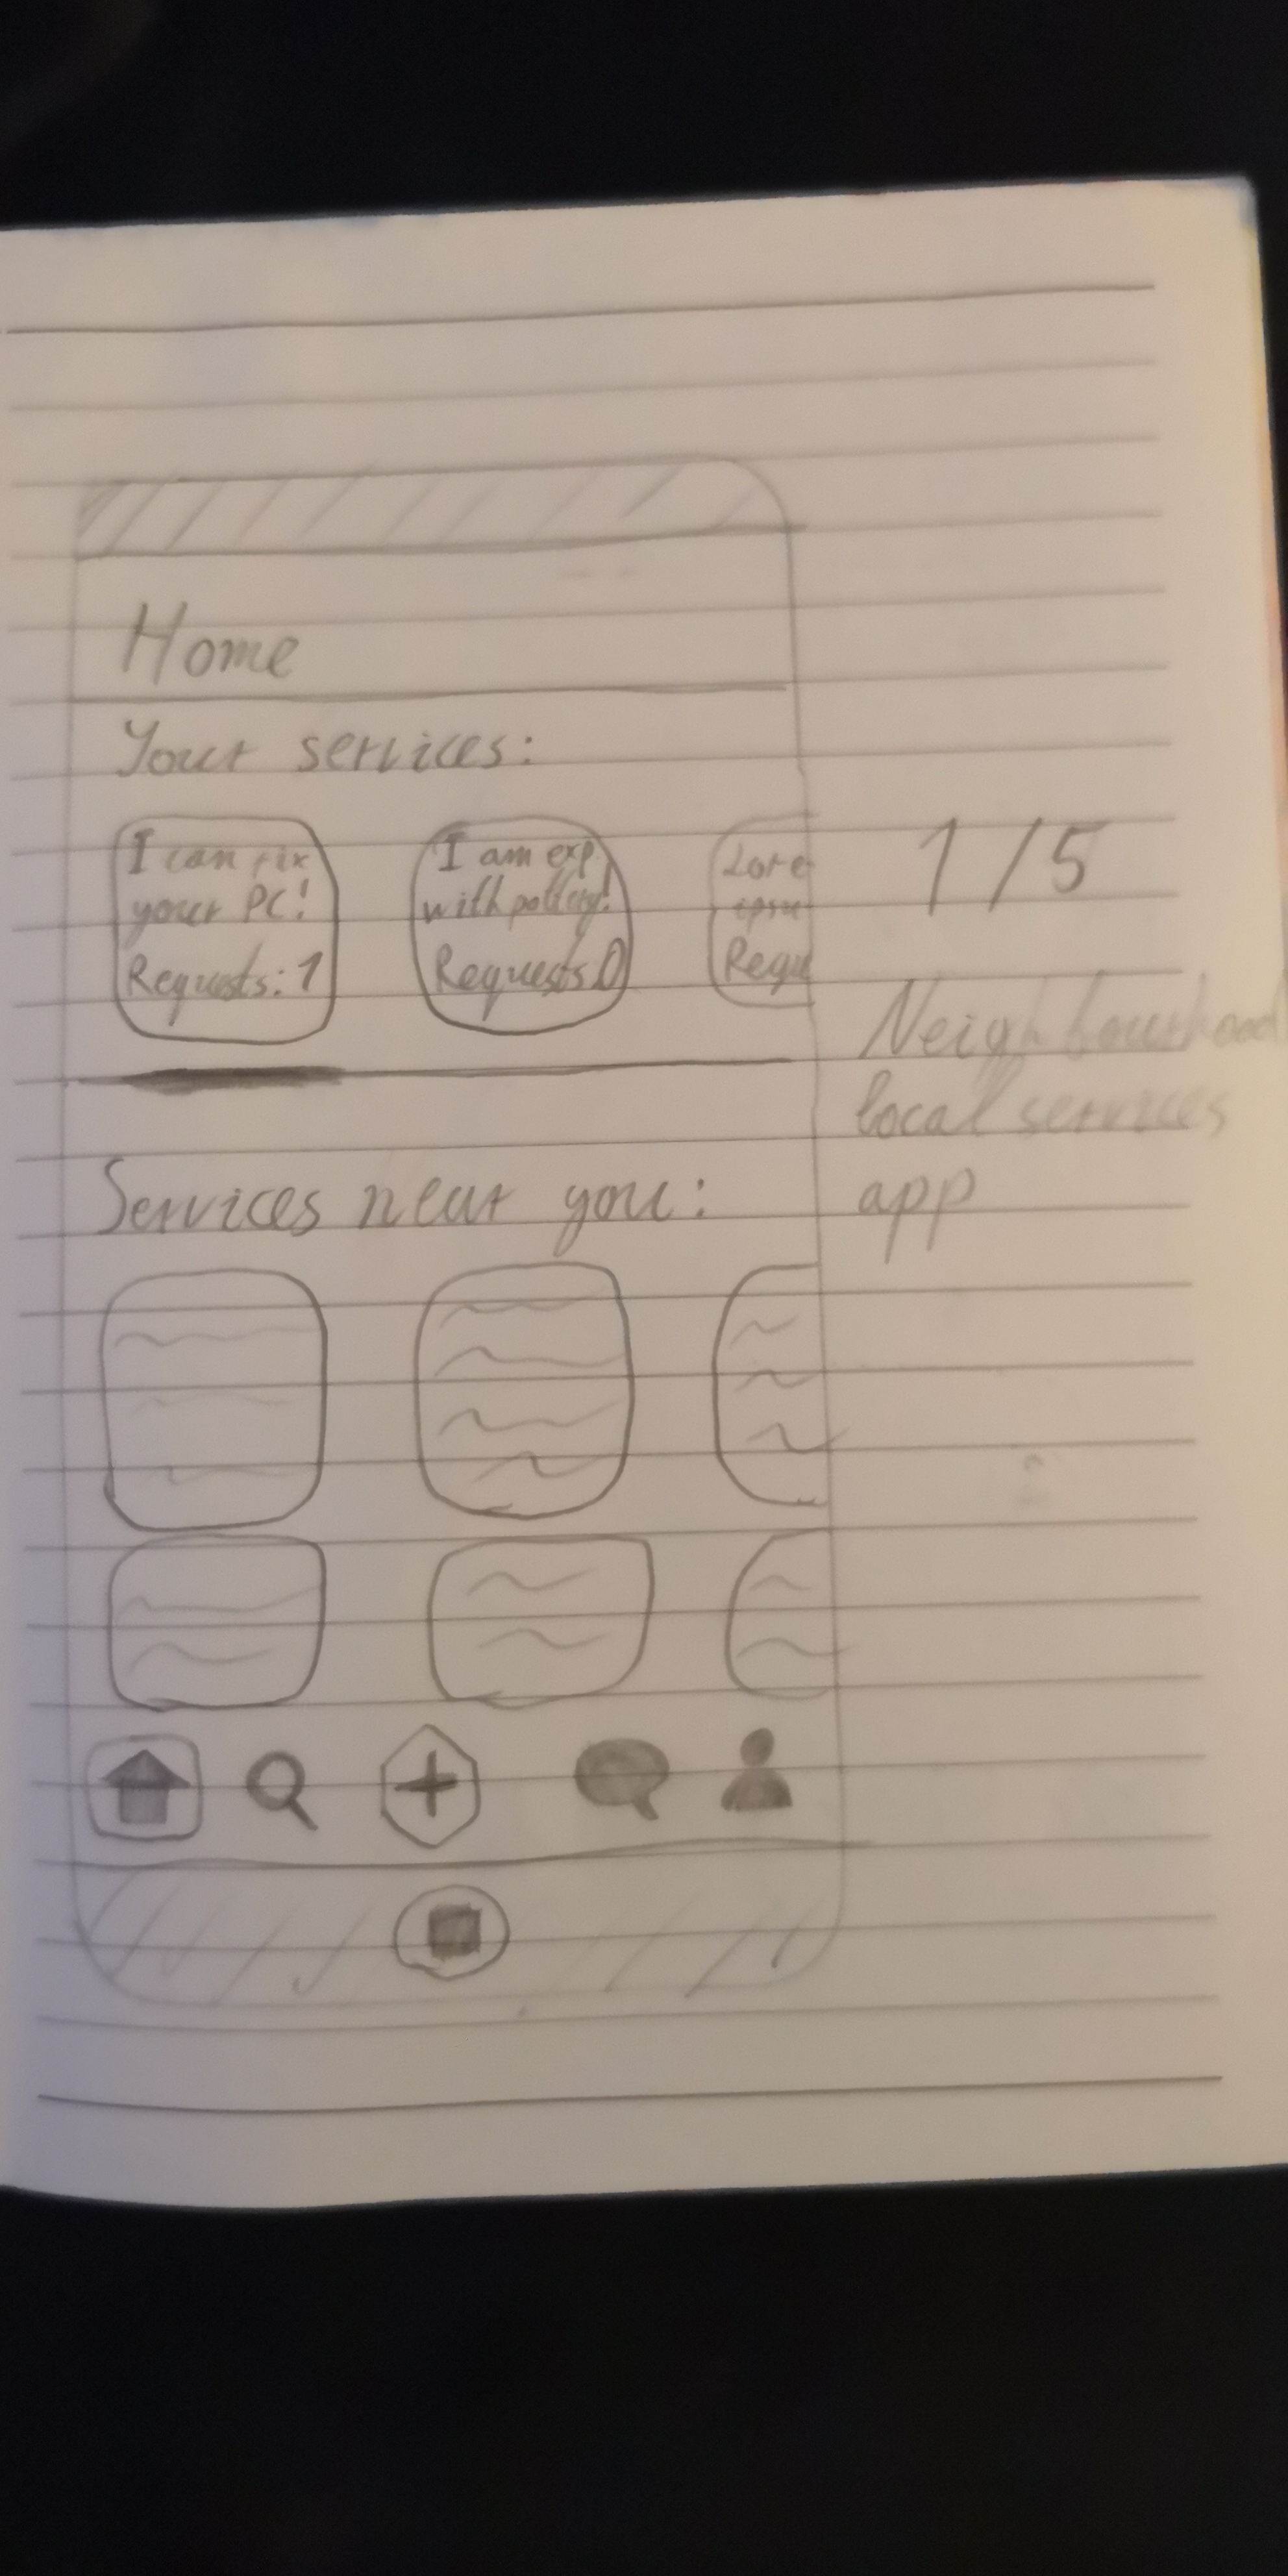 Home
Your services:
I can fix
your PC!
Requests: 1
I am exp
with
Requests 0
Lore
ipsu
Requ
1/5
Neighbourhood
local services
app
Services near you: